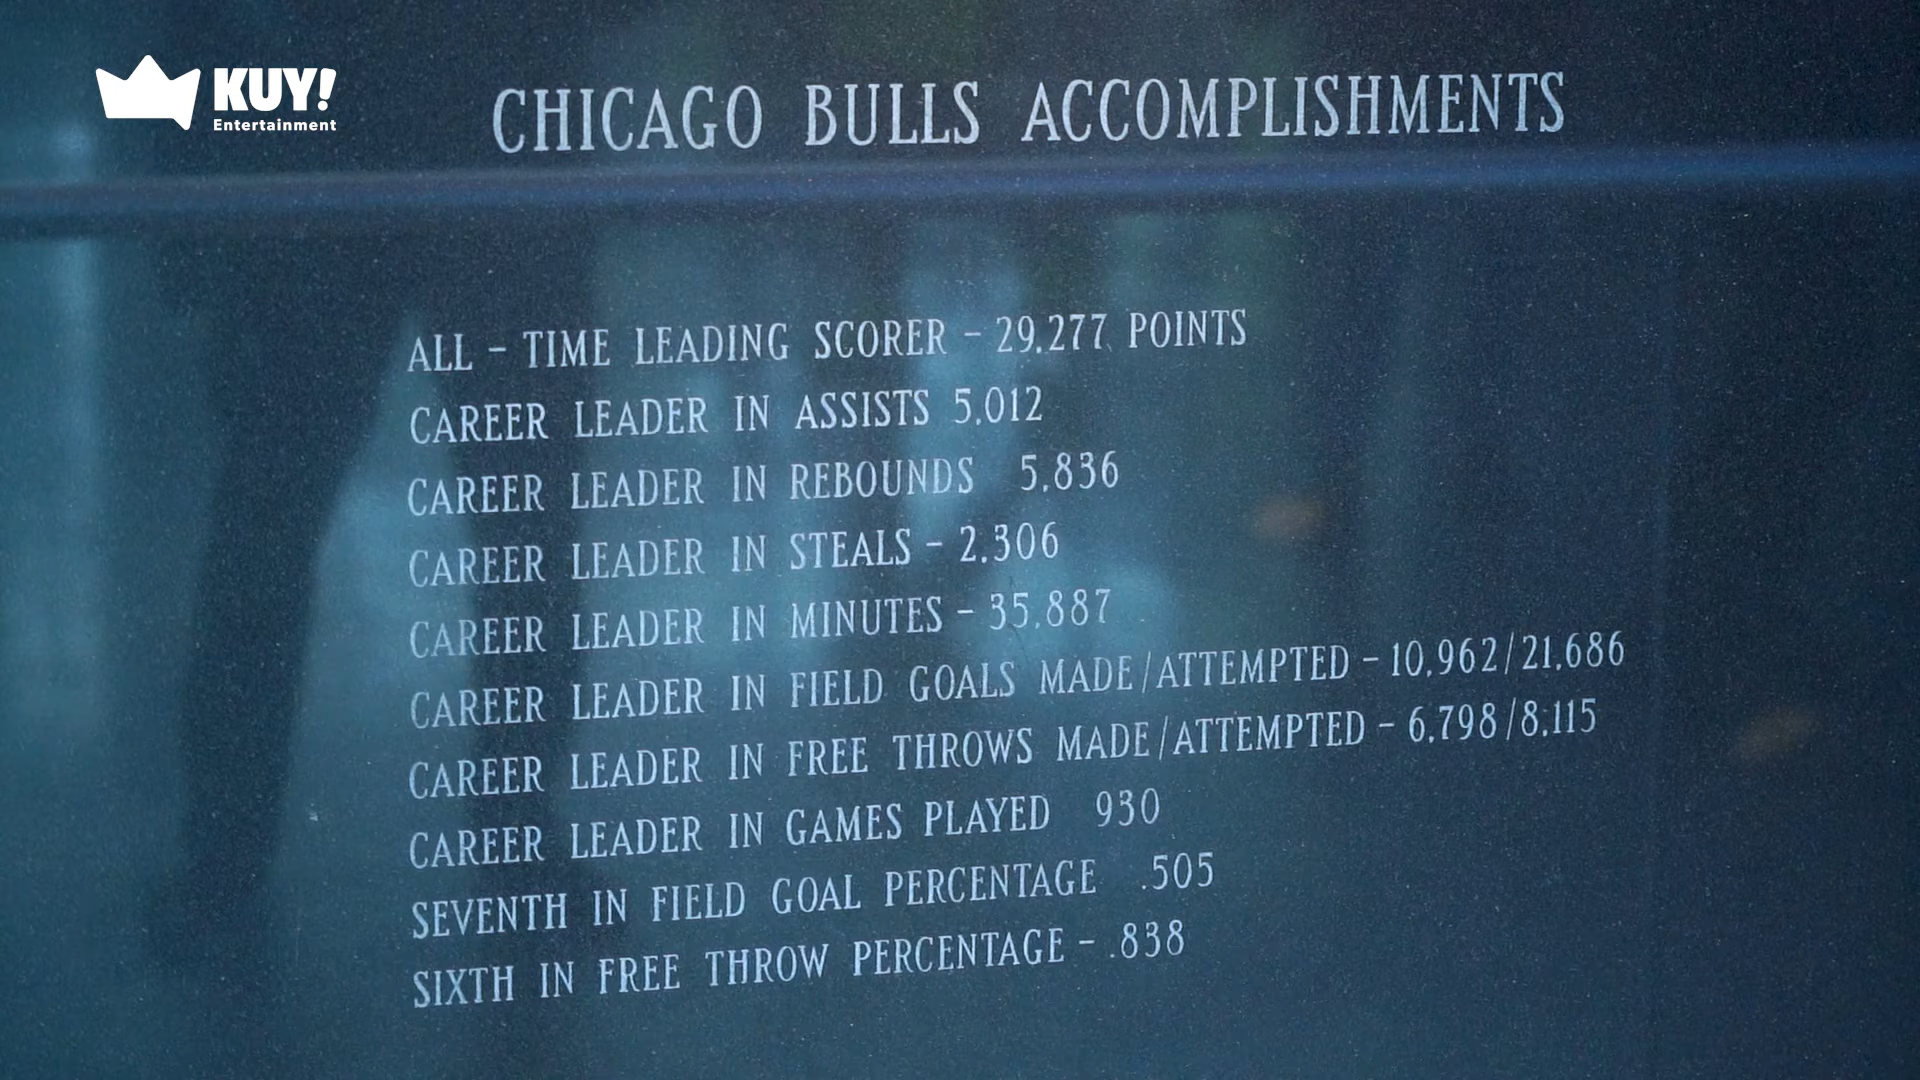 KUY!
Entertainment
CHICAGO BULLS ACCOMPLISHMENTS
ALL - TIME LEADING SCORER - 29,277 POINTS
CAREER LEADER IN ASSISTS 5,012
CAREER LEADER IN REBOUNDS 5,836
CAREER LEADER IN STEALS - 2,306
CAREER LEADER IN MINUTES - 35,887
CAREER LEADER IN FIELD GOALS MADE/ATTEMPTED - 10,962/21,686
CAREER LEADER IN FREE THROWS MADE/ATTEMPTED - 6,798/8,115
CAREER LEADER IN GAMES PLAYED 930
SEVENTH IN FIELD GOAL PERCENTAGE .505
SIXTH IN FREE THROW PERCENTAGE - .838